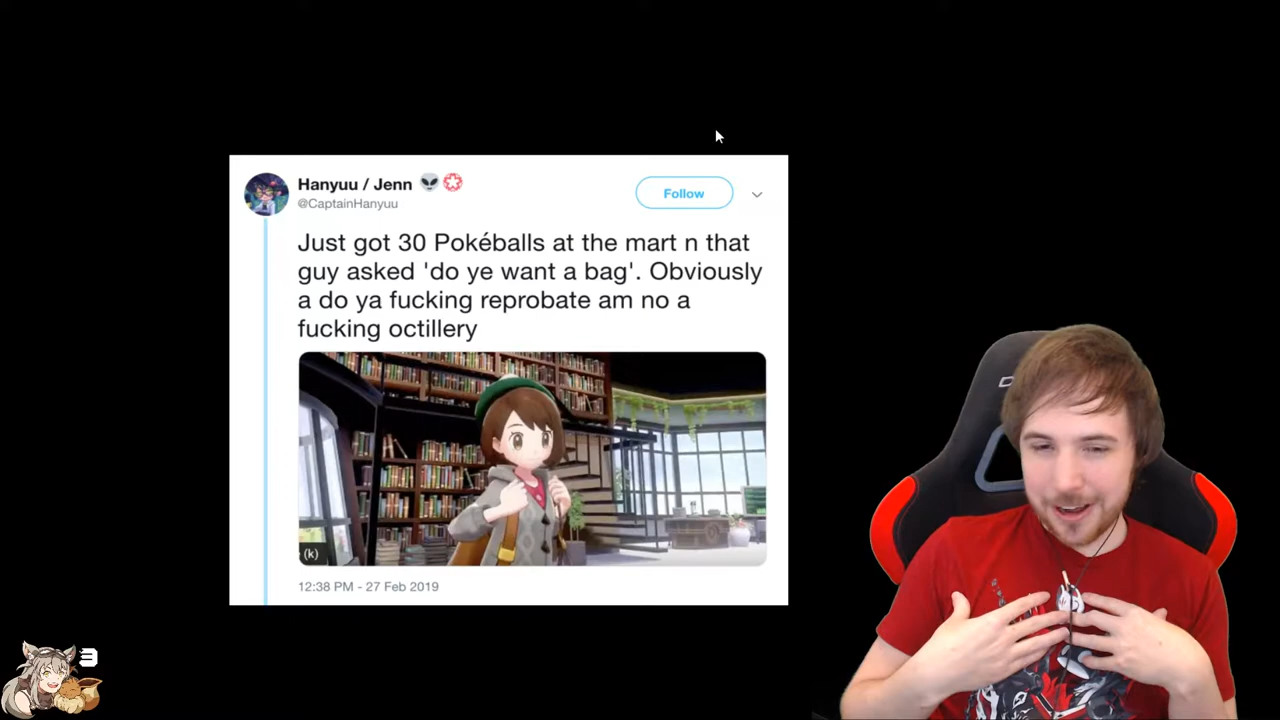 Hanyuu / Jenn
@CaptainHanyuu
Follow
Just got 30 Pokéballs at the mart n that
guy asked 'do ye want a bag'. Obviously
a do ya fucking reprobate am no a
fucking octillery
(k)
12:38 PM - 27 Feb 2019